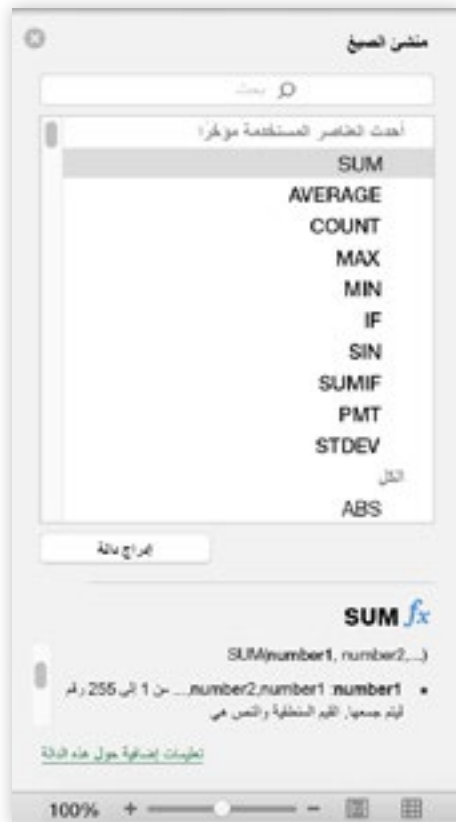 منشئ الصيغ
بحث
أحدث العناصر المستخدمة مؤخرًا
SUM
AVERAGE
COUNT
MAX
MIN
IF
SIN
SUMIF
PMT
STDEV
الكل
ABS
إدراج دالة
SUM fx
SUM(number1, number2,...)
• number1: number2,number1,... من 1 إلى 255 رقم
ليتم جمعها. القيم المنطقية والنص هي
تعليمات إضافية حول هذه الدالة
100% + −